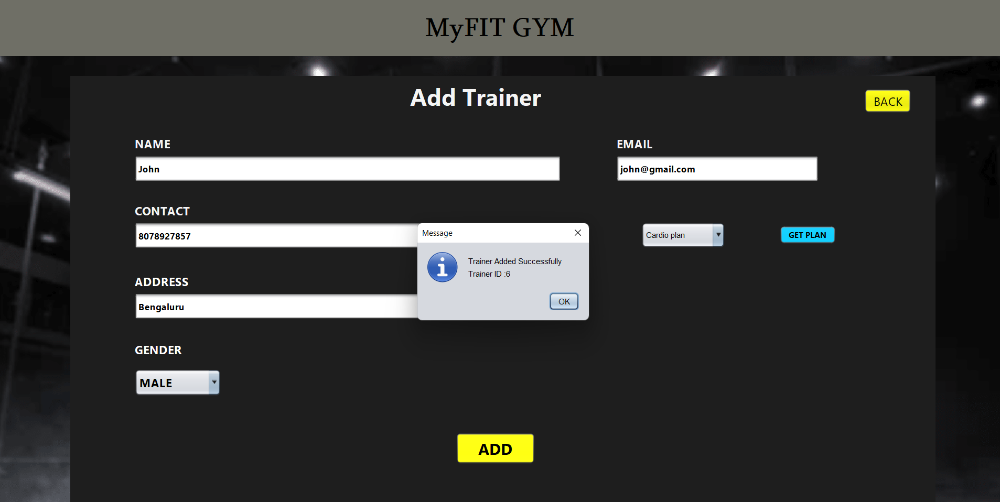 MyFIT GYM
Add Trainer
BACK
NAME
EMAIL
John
john@gmail.com
CONTACT
8078927857
Cardio plan
GET PLAN
Message
Trainer Added Successfully
Trainer ID :6
OK
ADDRESS
Bengaluru
GENDER
MALE
ADD